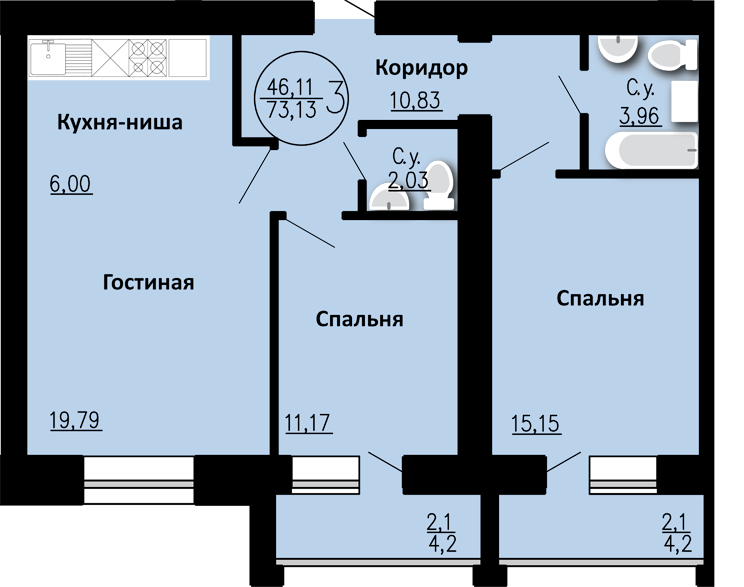 Коридор
46,11
73,13
3
10,83
С.у.
3,96
Кухня-ниша
6,00
С.у.
2,03
Гостиная
Спальня
Спальня
19,79
11,17
15,15
2,1
4,2
2,1
4,2